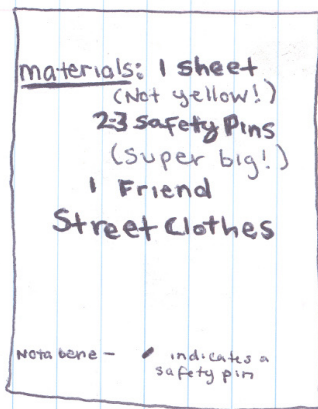 materials: 1 sheet
(Not yellow!)
2-3 Safety Pins
(Super big!)
1 Friend
Street Clothes
Nota bene - indicates a
safety pin